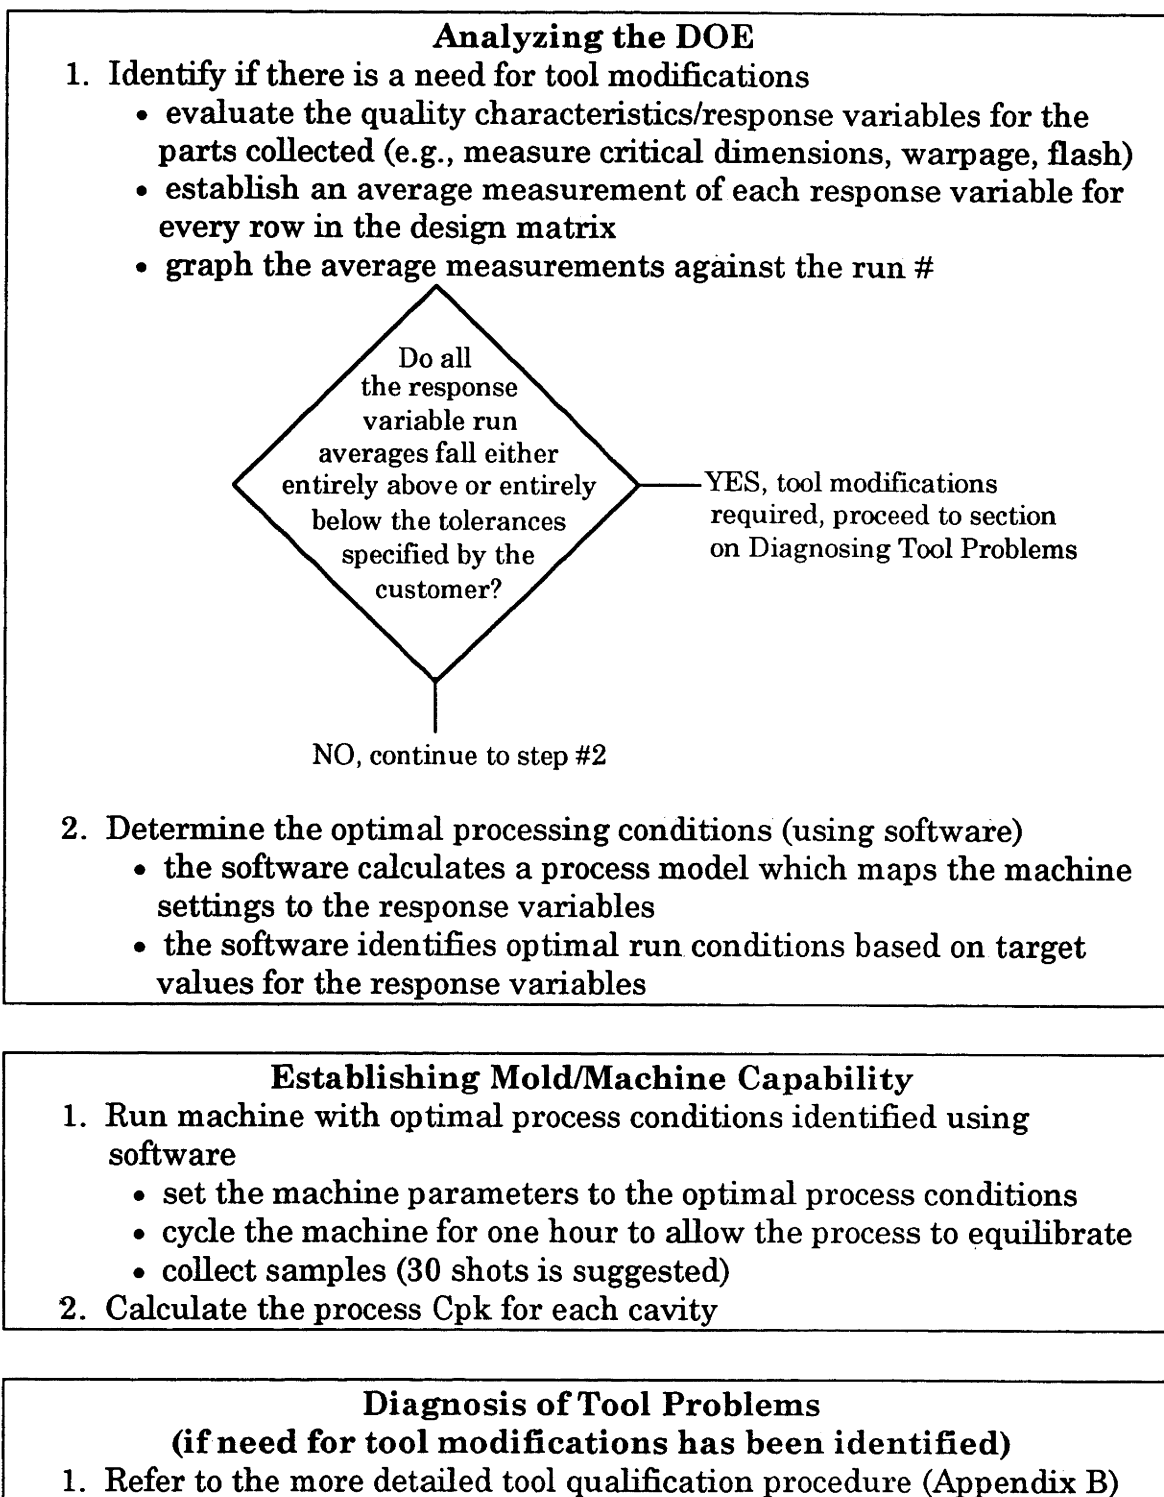 Analyzing the DOE
1. Identify if there is a need for tool modifications
• evaluate the quality characteristics/response variables for the
parts collected (e.g., measure critical dimensions, warpage, flash)
• establish an average measurement of each response variable for
every row in the design matrix
• graph the average measurements against the run #
Do all
the response
variable run
averages fall either
entirely above or entirely
below the tolerances
specified by the
customer?
YES, tool modifications
required, proceed to section
on Diagnosing Tool Problems
NO, continue to step #2
2. Determine the optimal processing conditions (using software)
• the software calculates a process model which maps the machine
settings to the response variables
• the software identifies optimal run conditions based on target
values for the response variables
Establishing Mold/Machine Capability
1. Run machine with optimal process conditions identified using
software
• set the machine parameters to the optimal process conditions
• cycle the machine for one hour to allow the process to equilibrate
• collect samples (30 shots is suggested)
2. Calculate the process Cpk for each cavity
Diagnosis of Tool Problems
(if need for tool modifications has been identified)
1. Refer to the more detailed tool qualification procedure (Appendix B)